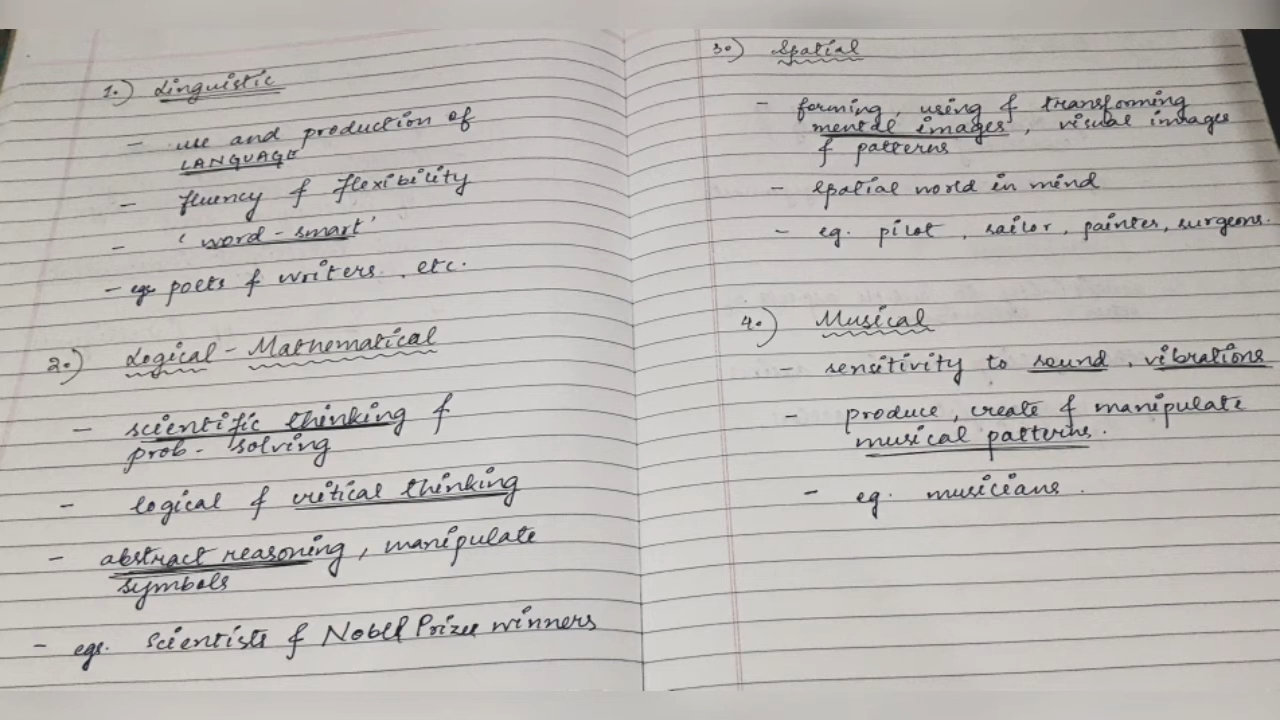 1.) Linguistic
- use and production of
LANGUAGE
- fluency & flexibility
- 'word-smart'
- egs poets & writers, etc.
2.) Logical-Mathematical
- scientific thinking &
prob-solving
- logical & critical thinking
- abstract reasoning, manipulate
symbols
- egs. scientists & Nobel Prize winners
3.) Spatial
- forming, using & transforming
mental images, visual images
& patterns
- spatial world in mind
- eg. pilot, sailor, painter, surgeons.
4.) Musical
- sensitivity to sound, vibrations
- produce, create & manipulate
musical patterns.
- eg. musicians.